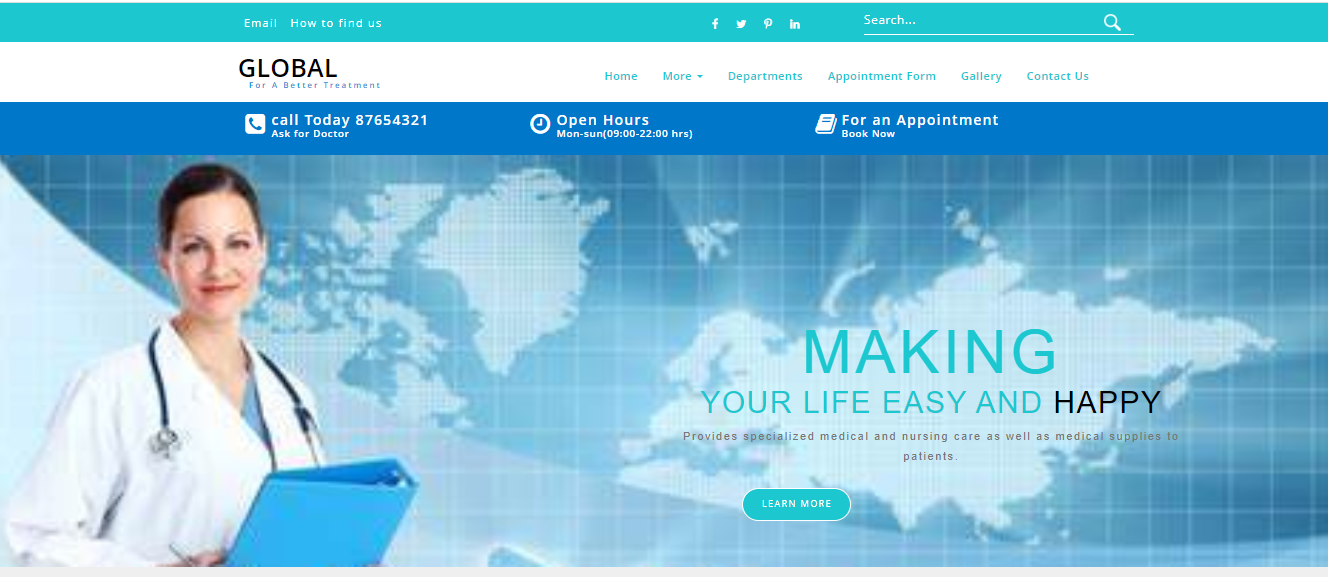 Email How to find us
Search...
GLOBAL
For A Better Treatment
Home More Departments Appointment Form Gallery Contact Us
call Today 87654321
Ask for Doctor
Open Hours
Mon-sun(09:00-22:00 hrs)
For an Appointment
Book Now
MAKING
YOUR LIFE EASY AND HAPPY
Provides specialized medical and nursing care as well as medical supplies to
patients.
LEARN MORE